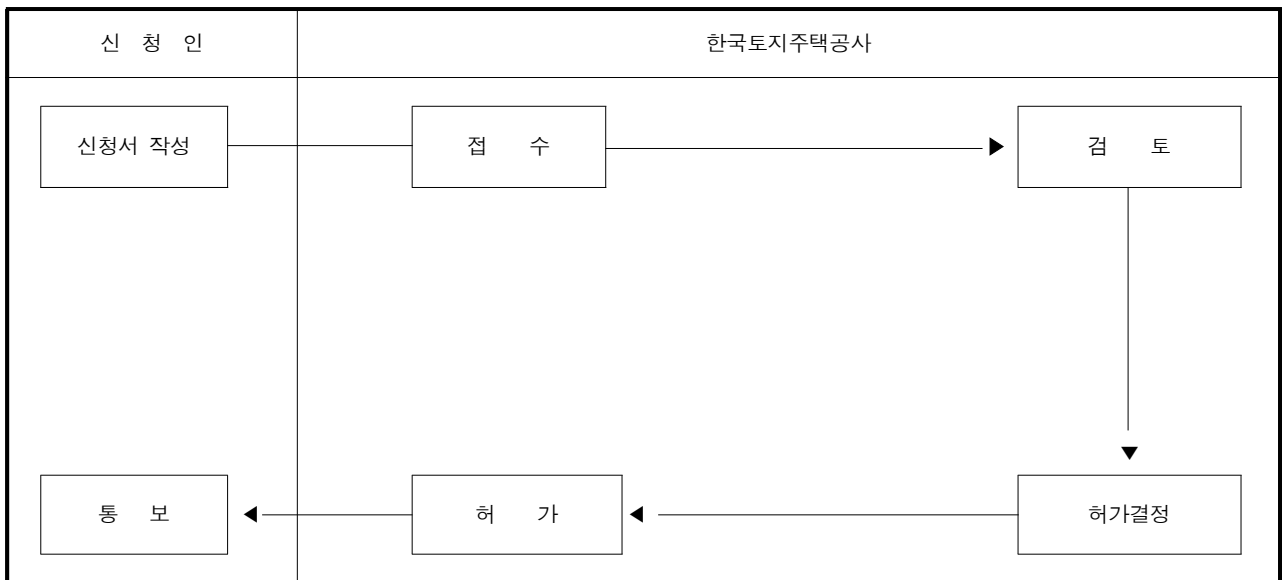 신 청 인
한국토지주택공사
신청서 작성
접 수
검 토
통 보
허 가
허가결정